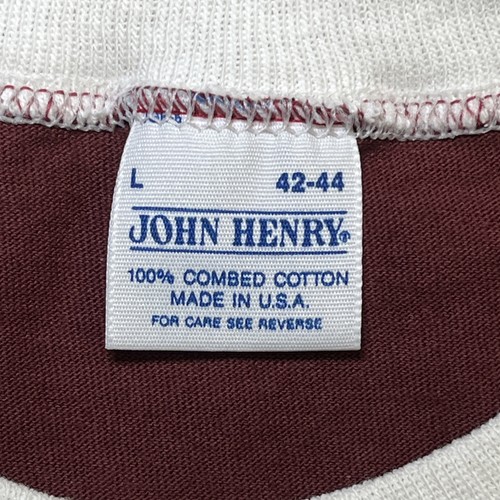 L 42-44
JOHN HENRY®
100% COMBED COTTON
MADE IN U.S.A.
FOR CARE SEE REVERSE